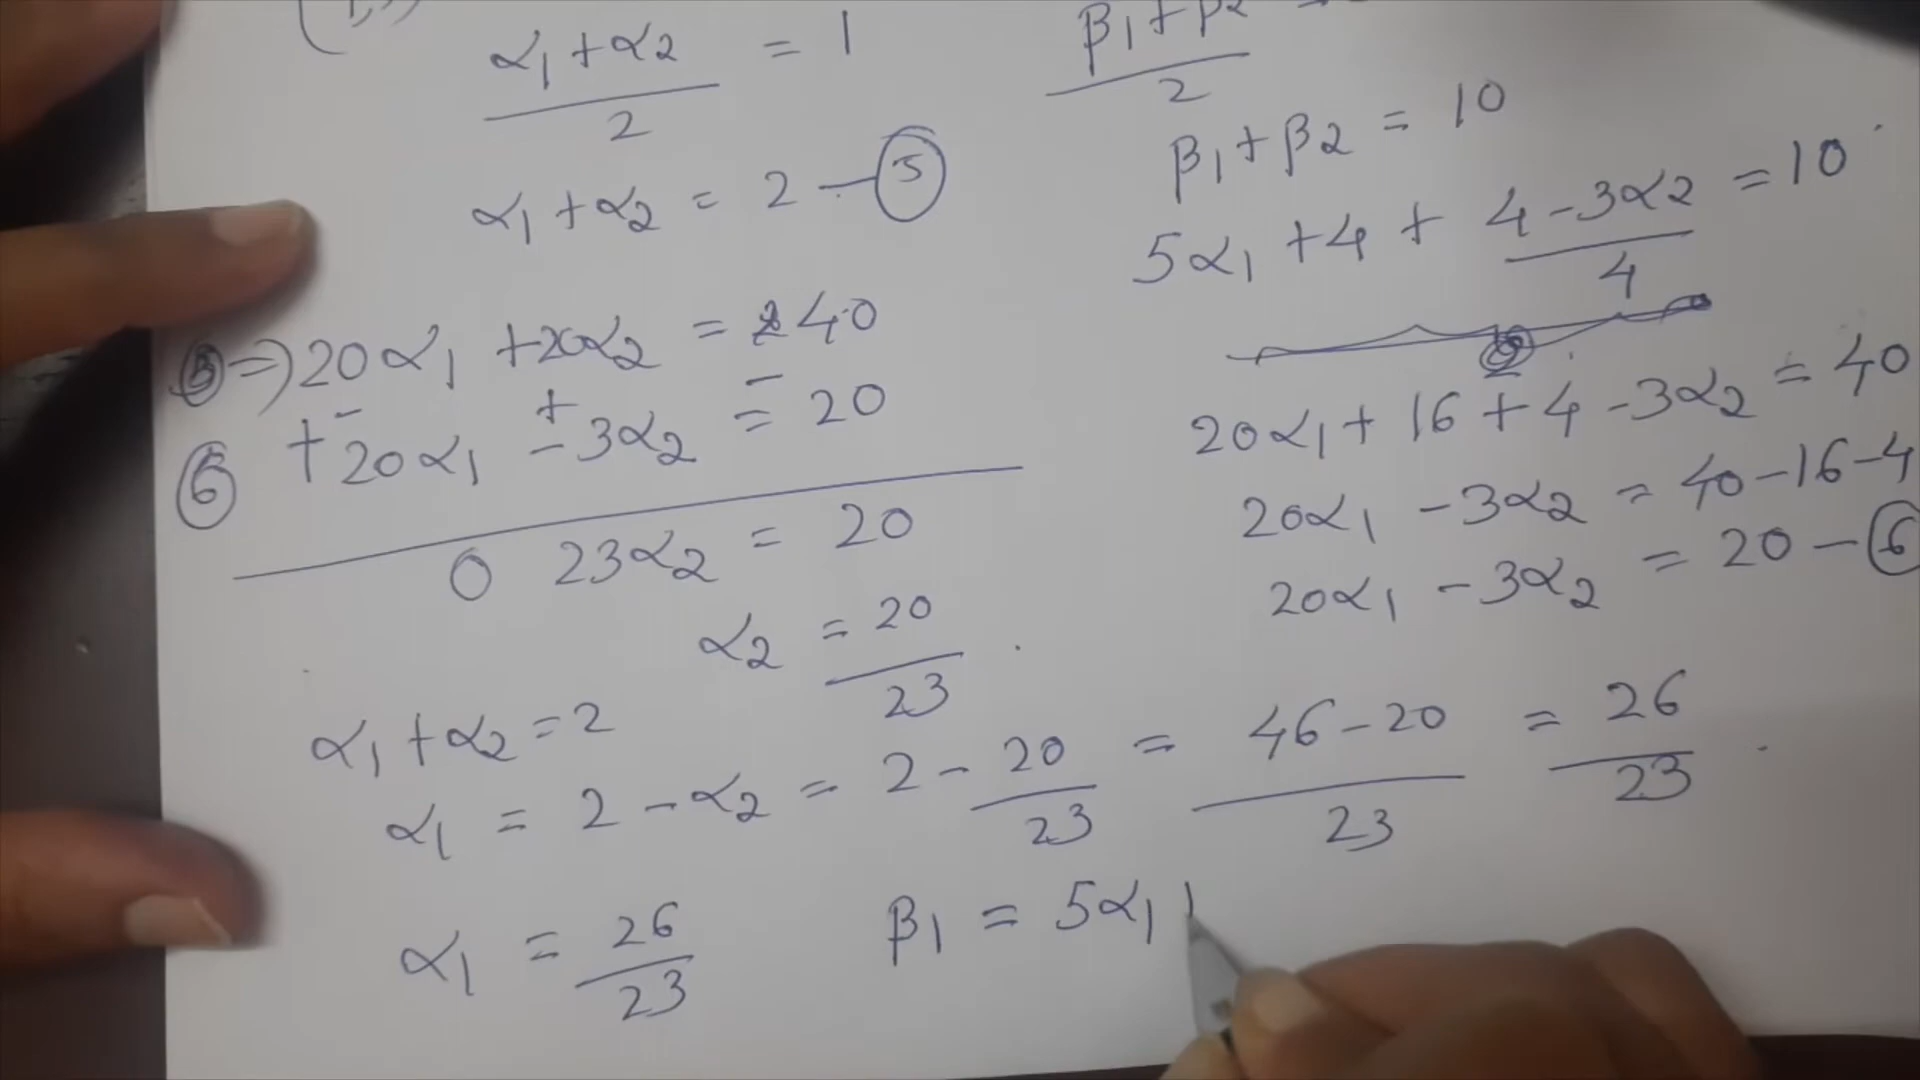 α1 + α2 / 2 = 1
α1 + α2 = 2 — 5
20α1 + 20α2 = 40
+ 20α1 - 3α2 = 20
- + -
6
0 23α2 = 20
α2 = 20/23
α1 + α2 = 2
α1 = 2 - α2 = 2 - 20/23 = 46 - 20 / 23 = 26/23
α1 = 26/23
β1 + β2 / 2
β1 + β2 = 10
5α1 + 4 + 4 - 3α2 / 4 = 10
20α1 + 16 + 4 - 3α2 = 40
20α1 - 3α2 = 40 - 16 - 4
20α1 - 3α2 = 20 — 6
β1 = 5α1